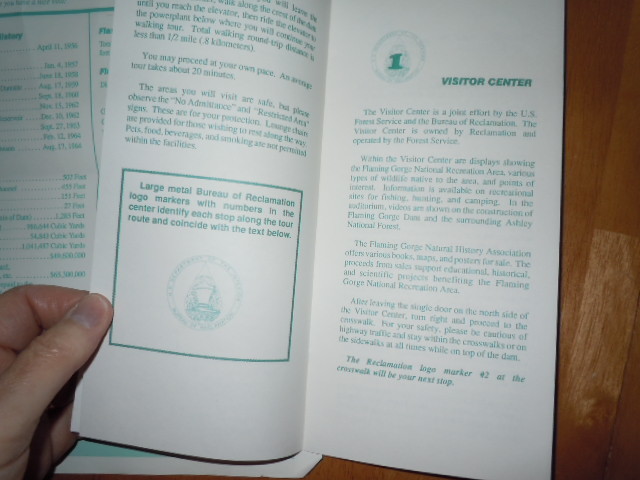 History
April 11, 1956
Jan. 4, 1957
June 18, 1958
Aug. 19, 1959
Sept. 18, 1960
Nov. 15, 1962
Dec. 10, 1962
Sept. 27, 1963
Feb. 12, 1964
Aug. 17, 1964
until you reach the elevator, then ride the elevator to
the powerplant below where you will continue your
walking tour. Total walking round-trip distance is
less than 1/2 mile (.8 kilometers).
You may proceed at your own pace. An average
tour takes about 20 minutes.
The areas you will visit are safe, but please
observe the "No Admittance" and "Restricted Area"
signs. These are for your protection. Lounge chairs
are provided for those wishing to rest along the way.
Pets, food, beverages, and smoking are not permitted
within the facilities.
Large metal Bureau of Reclamation
logo markers with numbers in the
center identify each stop along the tour
route and coincide with the text below.
1
VISITOR CENTER
The Visitor Center is a joint effort by the U.S.
Forest Service and the Bureau of Reclamation. The
Visitor Center is owned by Reclamation and
operated by the Forest Service.
Within the Visitor Center are displays showing
the Flaming Gorge National Recreation Area, various
types of wildlife native to the area, and points of
interest. Information is available on recreational
sites for fishing, boating, and camping. In the
auditorium, videos are shown on the construction of
Flaming Gorge Dam and the surrounding Ashley
National Forest.
The Flaming Gorge Natural History Association
offers various books, maps, and posters for sale. The
proceeds from sales support educational, historical,
and scientific projects benefiting the Flaming
Gorge National Recreation Area.
After leaving the single door on the north side of
the Visitor Center, turn right and proceed to the
crosswalk. For your safety, please be cautious of
highway traffic and stay within the crosswalks or on
the sidewalks at all times while on top of the dam.
The Reclamation logo marker #2 at the
crosswalk will be your next stop.